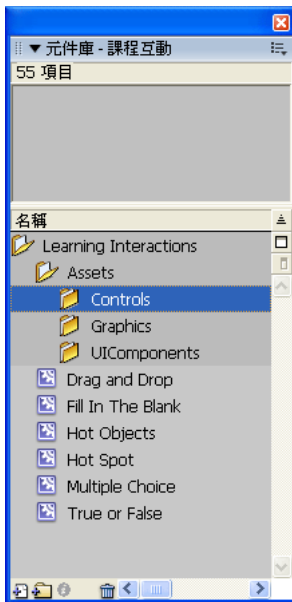 元件庫 - 課程互動
55 項目
名稱
Learning Interactions
Assets
Controls
Graphics
UIComponents
Drag and Drop
Fill In The Blank
Hot Objects
Hot Spot
Multiple Choice
True or False